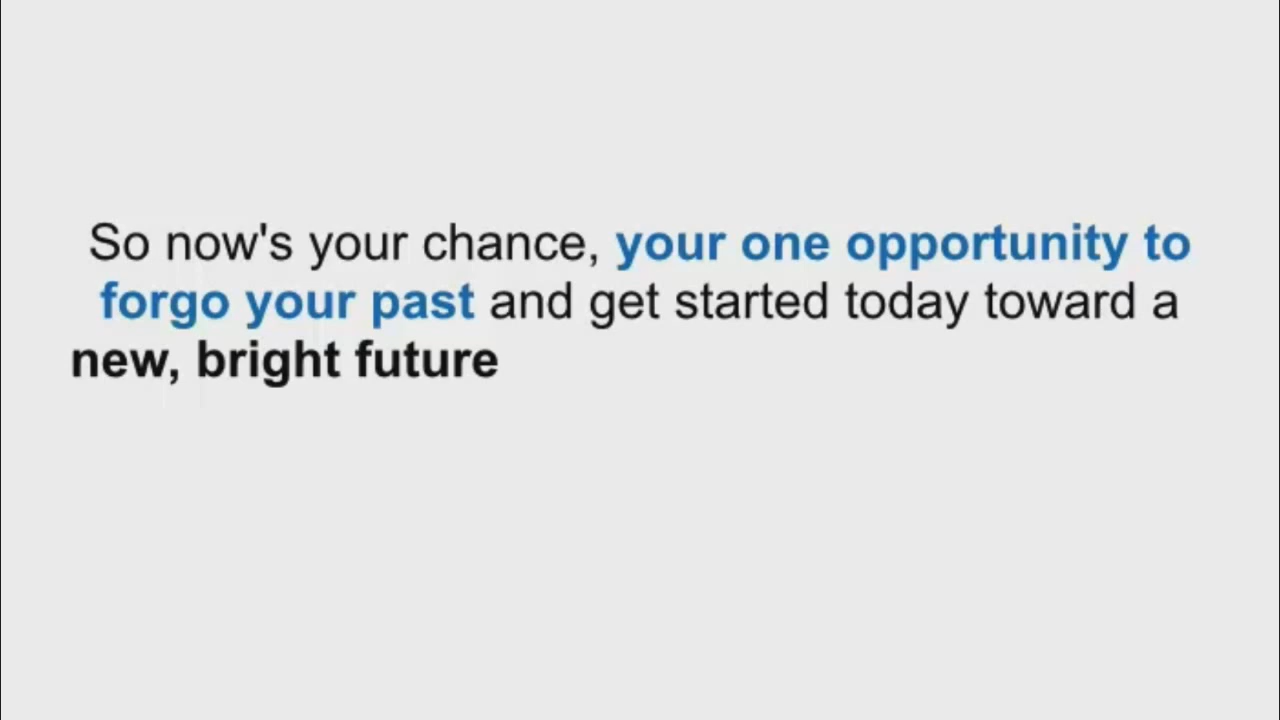 So now's your chance, your one opportunity to
forgo your past and get started today toward a
new, bright future